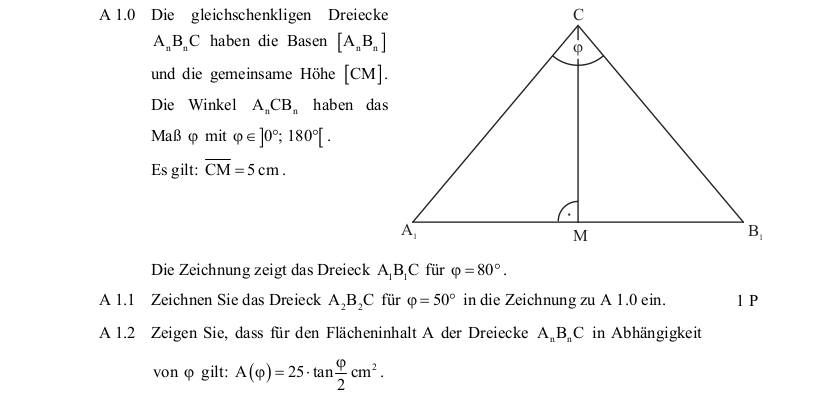 A 1.0 Die gleichschenkligen Dreiecke
AₙBₙC haben die Basen [AₙBₙ]
und die gemeinsame Höhe [CM].
Die Winkel AₙCBₙ haben das
Maß φ mit φ ∈ ]0°; 180°[ .
Es gilt: \overline{CM} = 5 cm .
C
φ
A₁
M
B₁
Die Zeichnung zeigt das Dreieck A₁B₁C für φ = 80° .
A 1.1 Zeichnen Sie das Dreieck A₂B₂C für φ = 50° in die Zeichnung zu A 1.0 ein. 1 P
A 1.2 Zeigen Sie, dass für den Flächeninhalt A der Dreiecke AₙBₙC in Abhängigkeit
von φ gilt: A(φ) = 25 · tan φ/2 cm² .